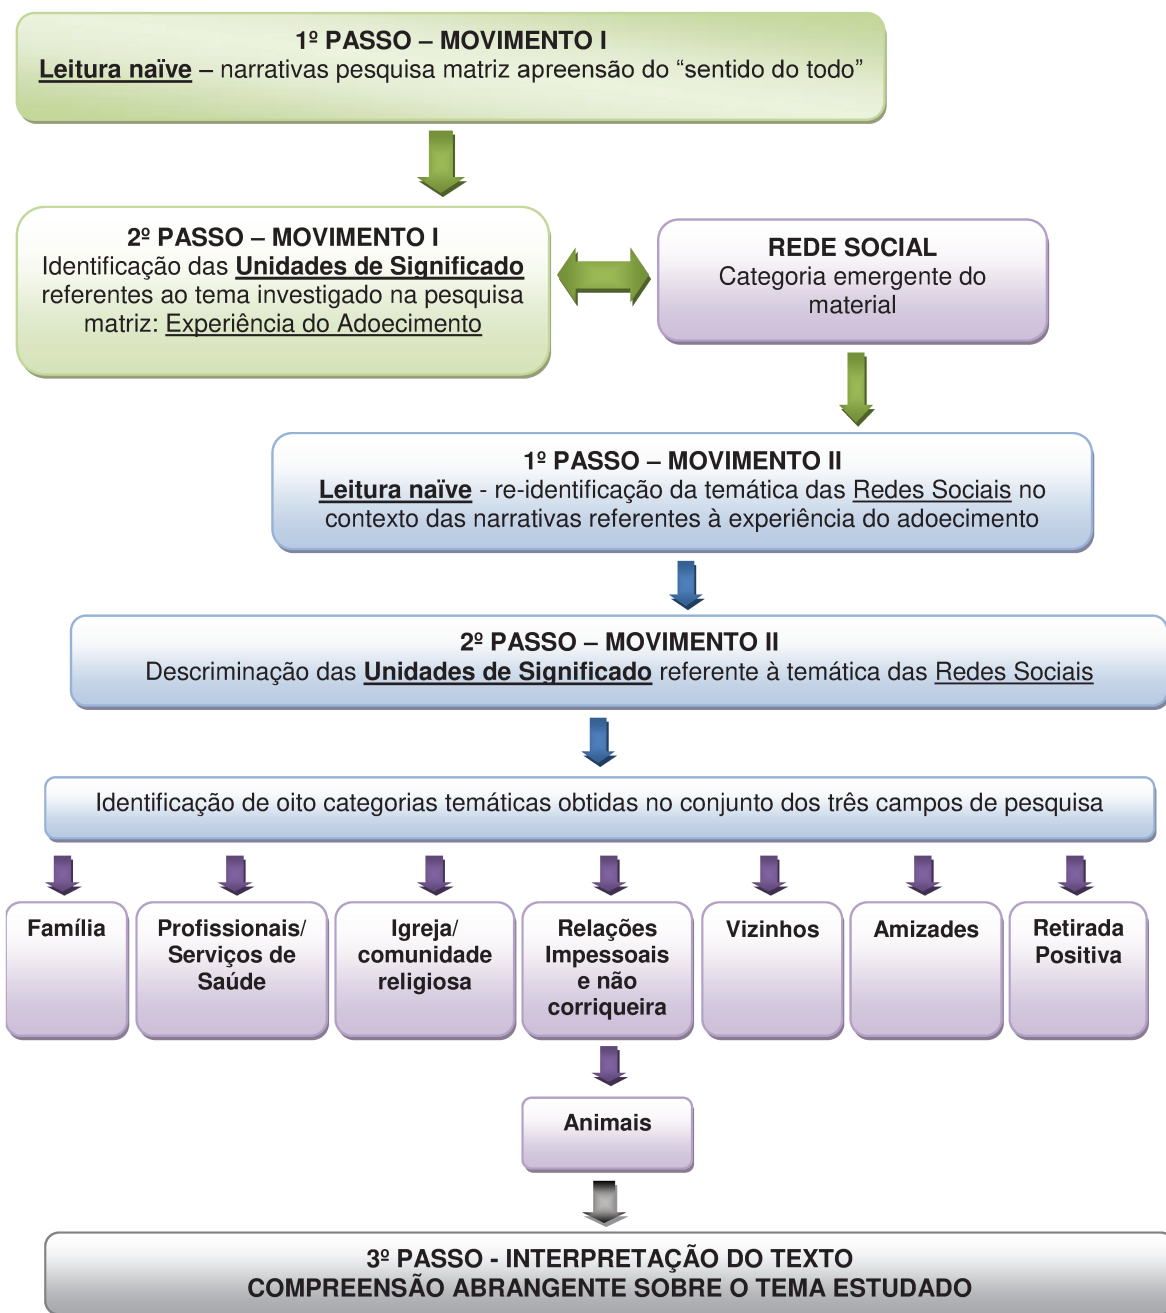 1º PASSO – MOVIMENTO I
Leitura naïve – narrativas pesquisa matriz apreensão do “sentido do todo”
2º PASSO – MOVIMENTO I
Identificação das Unidades de Significado
referentes ao tema investigado na pesquisa
matriz: Experiência do Adoecimento
REDE SOCIAL
Categoria emergente do
material
1º PASSO – MOVIMENTO II
Leitura naïve - re-identificação da temática das Redes Sociais no
contexto das narrativas referentes à experiência do adoecimento
2º PASSO – MOVIMENTO II
Descriminação das Unidades de Significado referente à temática das Redes Sociais
Identificação de oito categorias temáticas obtidas no conjunto dos três campos de pesquisa
Família
Profissionais/
Serviços de
Saúde
Igreja/
comunidade
religiosa
Relações
Impessoais
e não
corriqueira
Vizinhos
Amizades
Retirada
Positiva
Animais
3º PASSO - INTERPRETAÇÃO DO TEXTO
COMPREENSÃO ABRANGENTE SOBRE O TEMA ESTUDADO